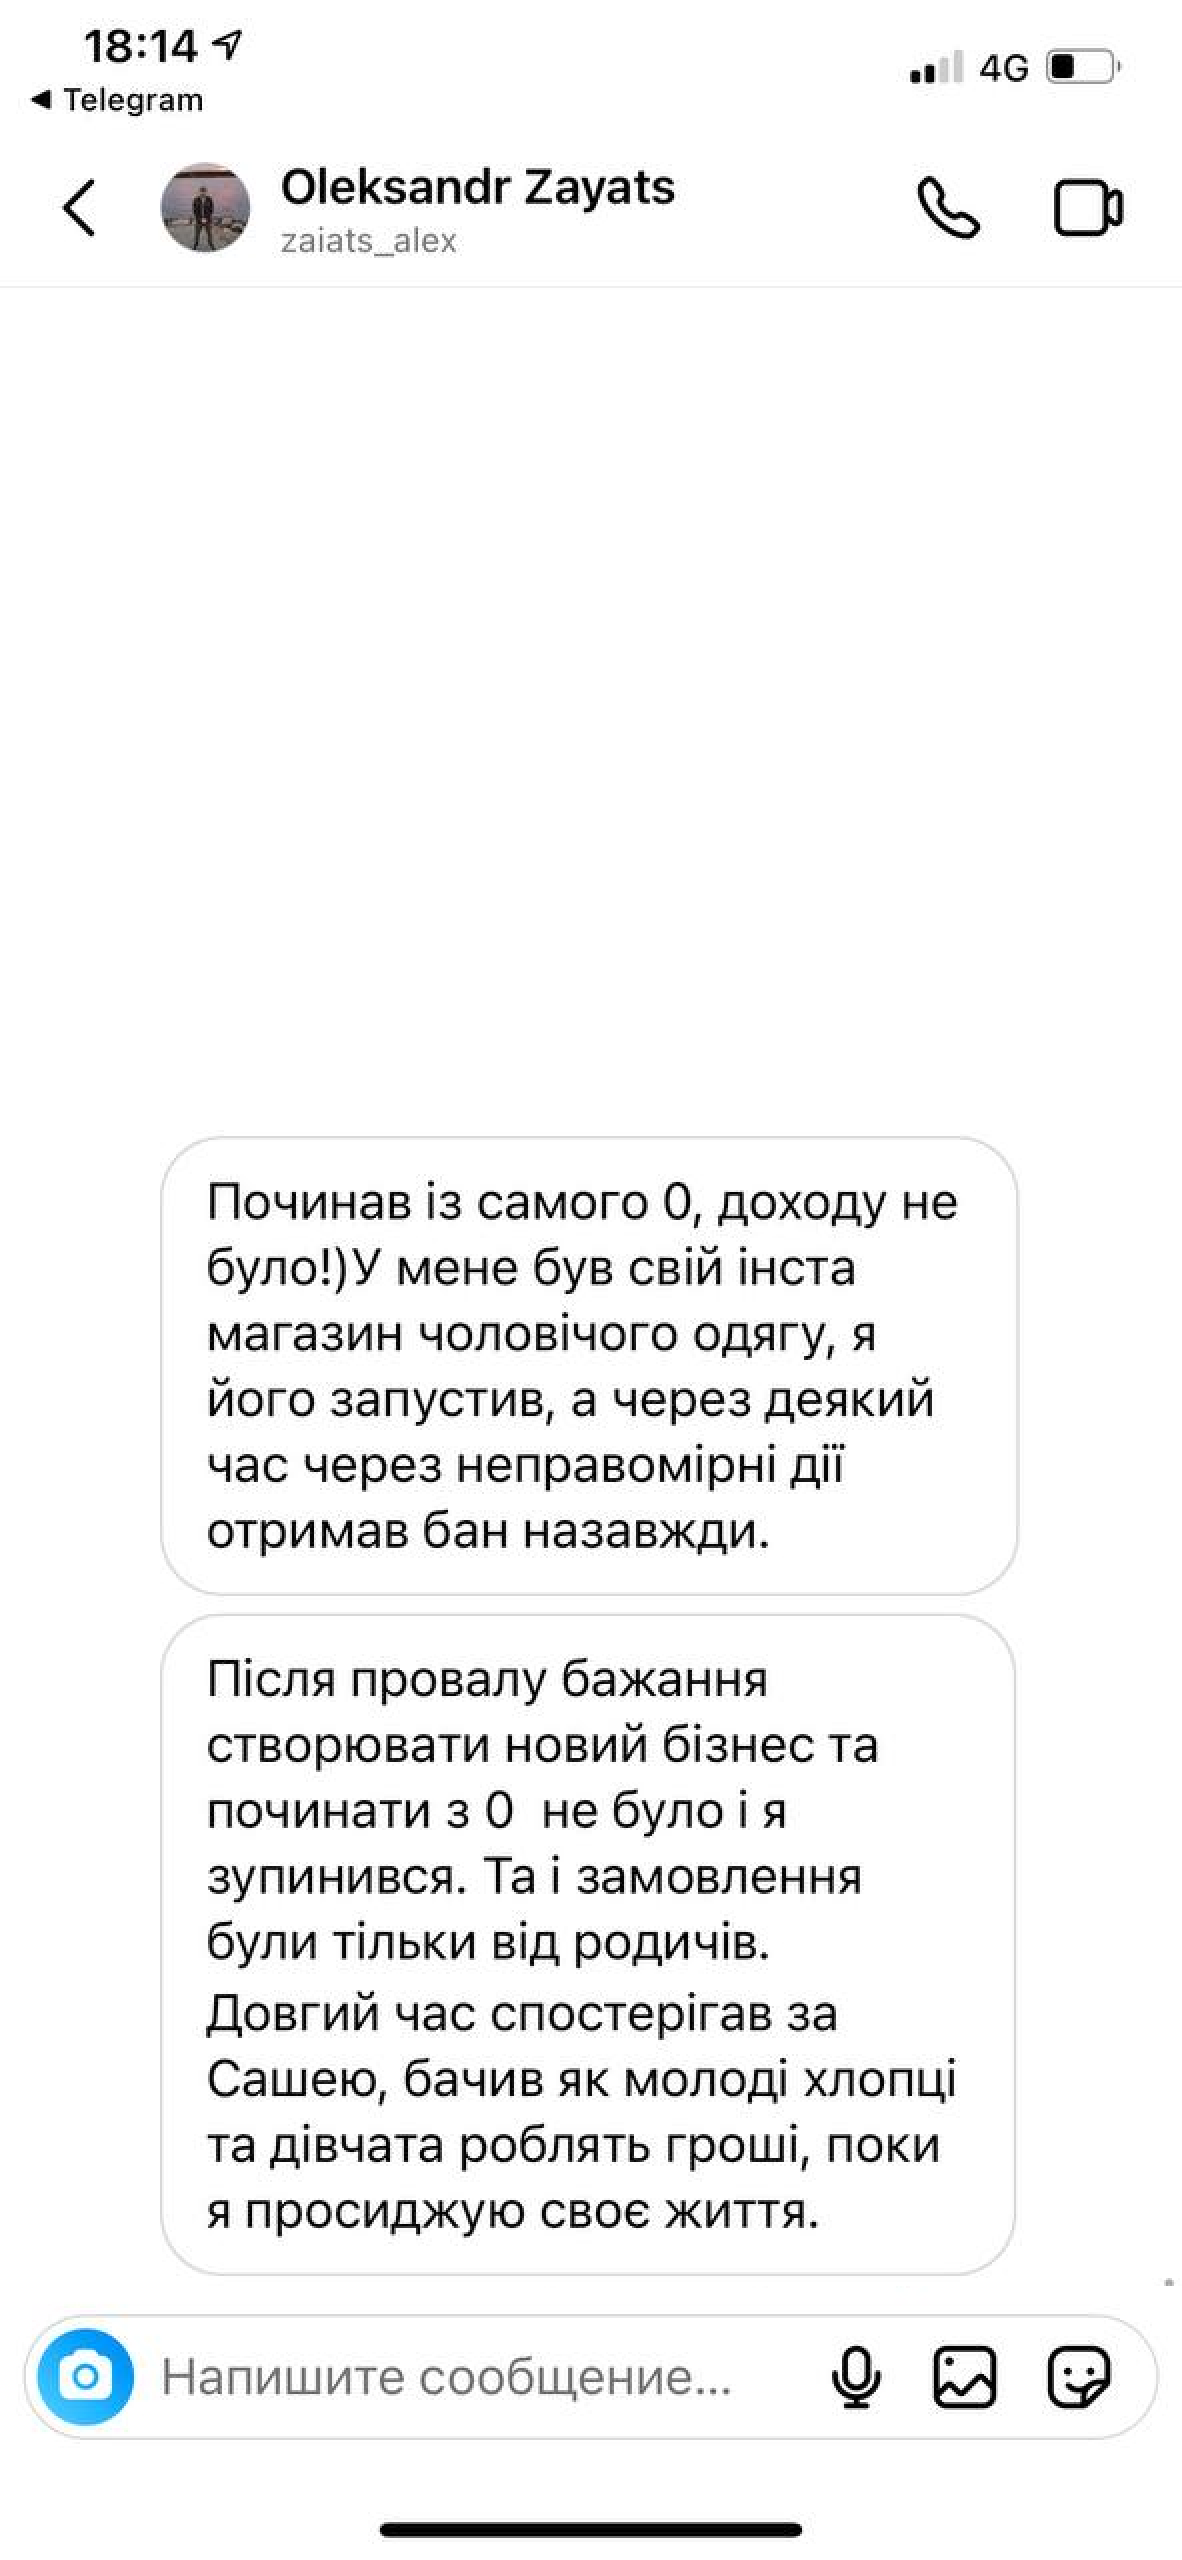 18:14
4G
◀ Telegram
Oleksandr Zayats
zaiats_alex
Починав із самого 0, доходу не
було!)У мене був свій інста
магазин чоловічого одягу, я
його запустив, а через деякий
час через неправомірні дії
отримав бан назавжди.
Після провалу бажання
створювати новий бізнес та
починати з 0  не було і я
зупинився. Та і замовлення
були тільки від родичів.
Довгий час спостерігав за
Сашею, бачив як молоді хлопці
та дівчата роблять гроші, поки
я просиджую своє життя.
Напишите сообщение...